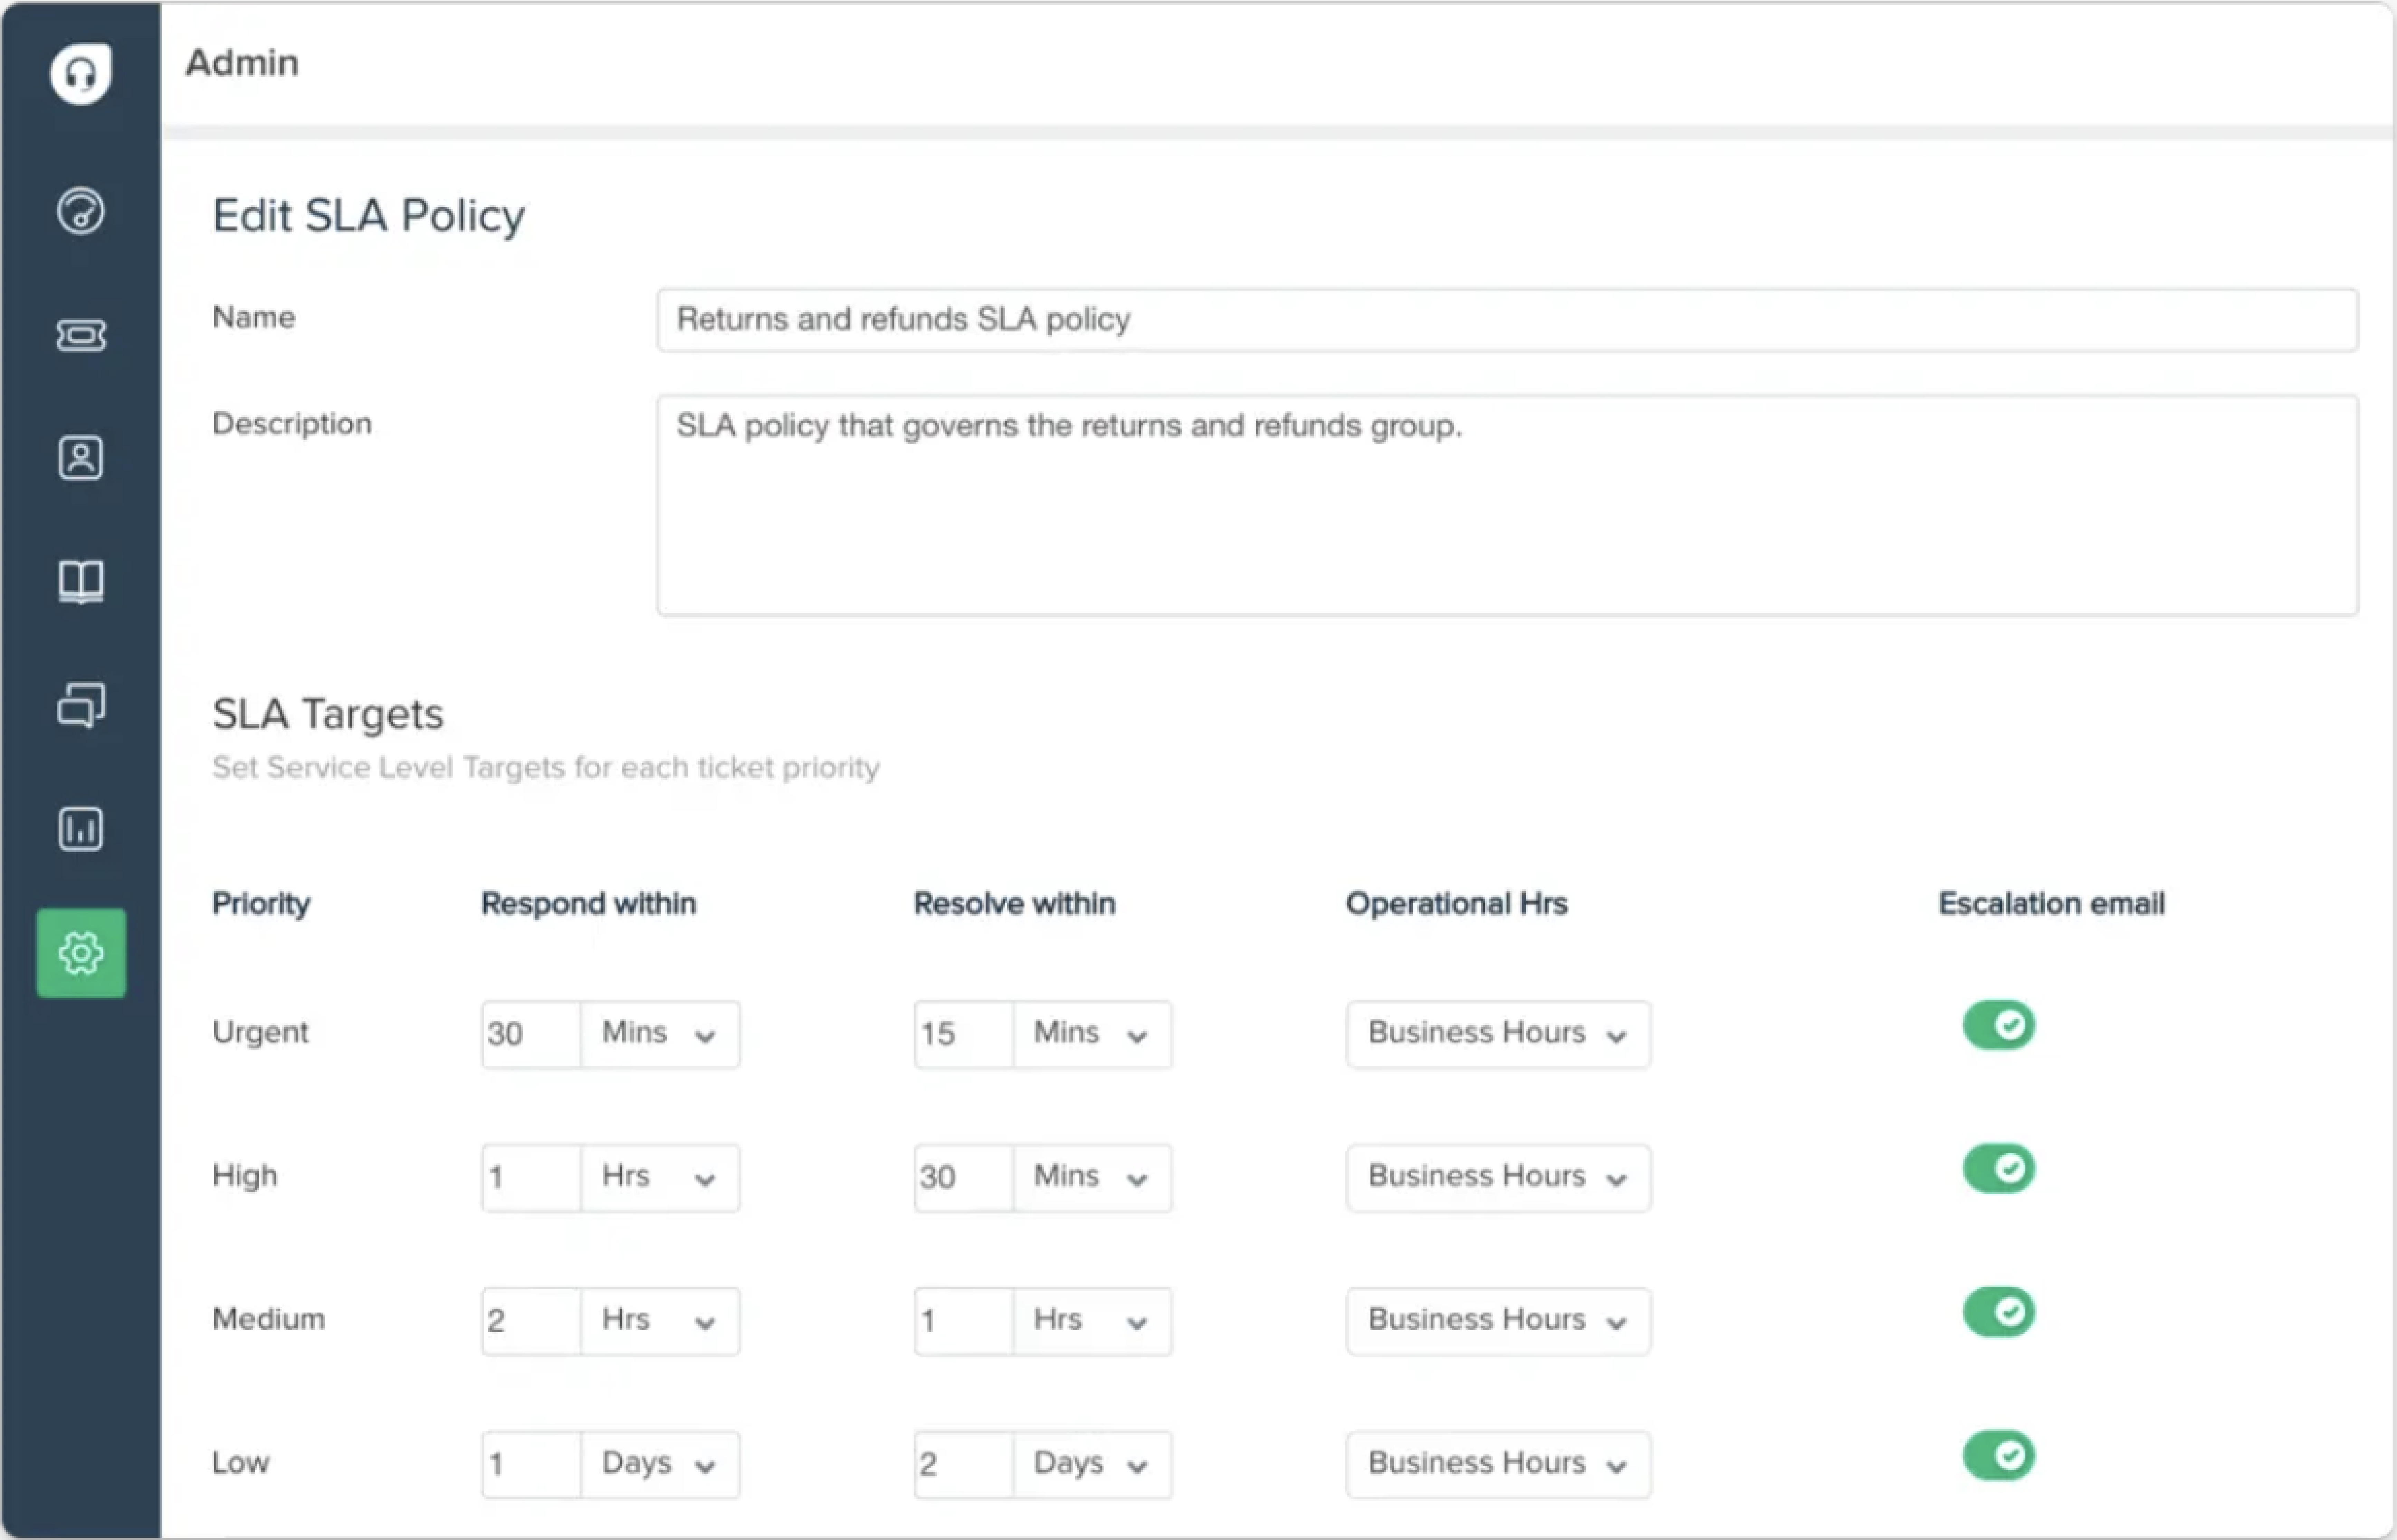 Admin
Edit SLA Policy
Name
Returns and refunds SLA policy
Description
SLA policy that governs the returns and refunds group.
SLA Targets
Set Service Level Targets for each ticket priority
Priority Respond within Resolve within Operational Hrs Escalation email
Urgent 30 Mins 15 Mins Business Hours
High 1 Hrs 30 Mins Business Hours
Medium 2 Hrs 1 Hrs Business Hours
Low 1 Days 2 Days Business Hours